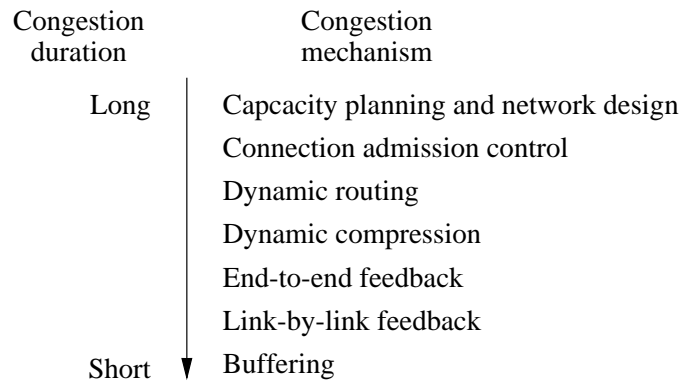 Congestion duration
Congestion mechanism
Long
Capcacity planning and network design
Connection admission control
Dynamic routing
Dynamic compression
End-to-end feedback
Link-by-link feedback
Short
Buffering